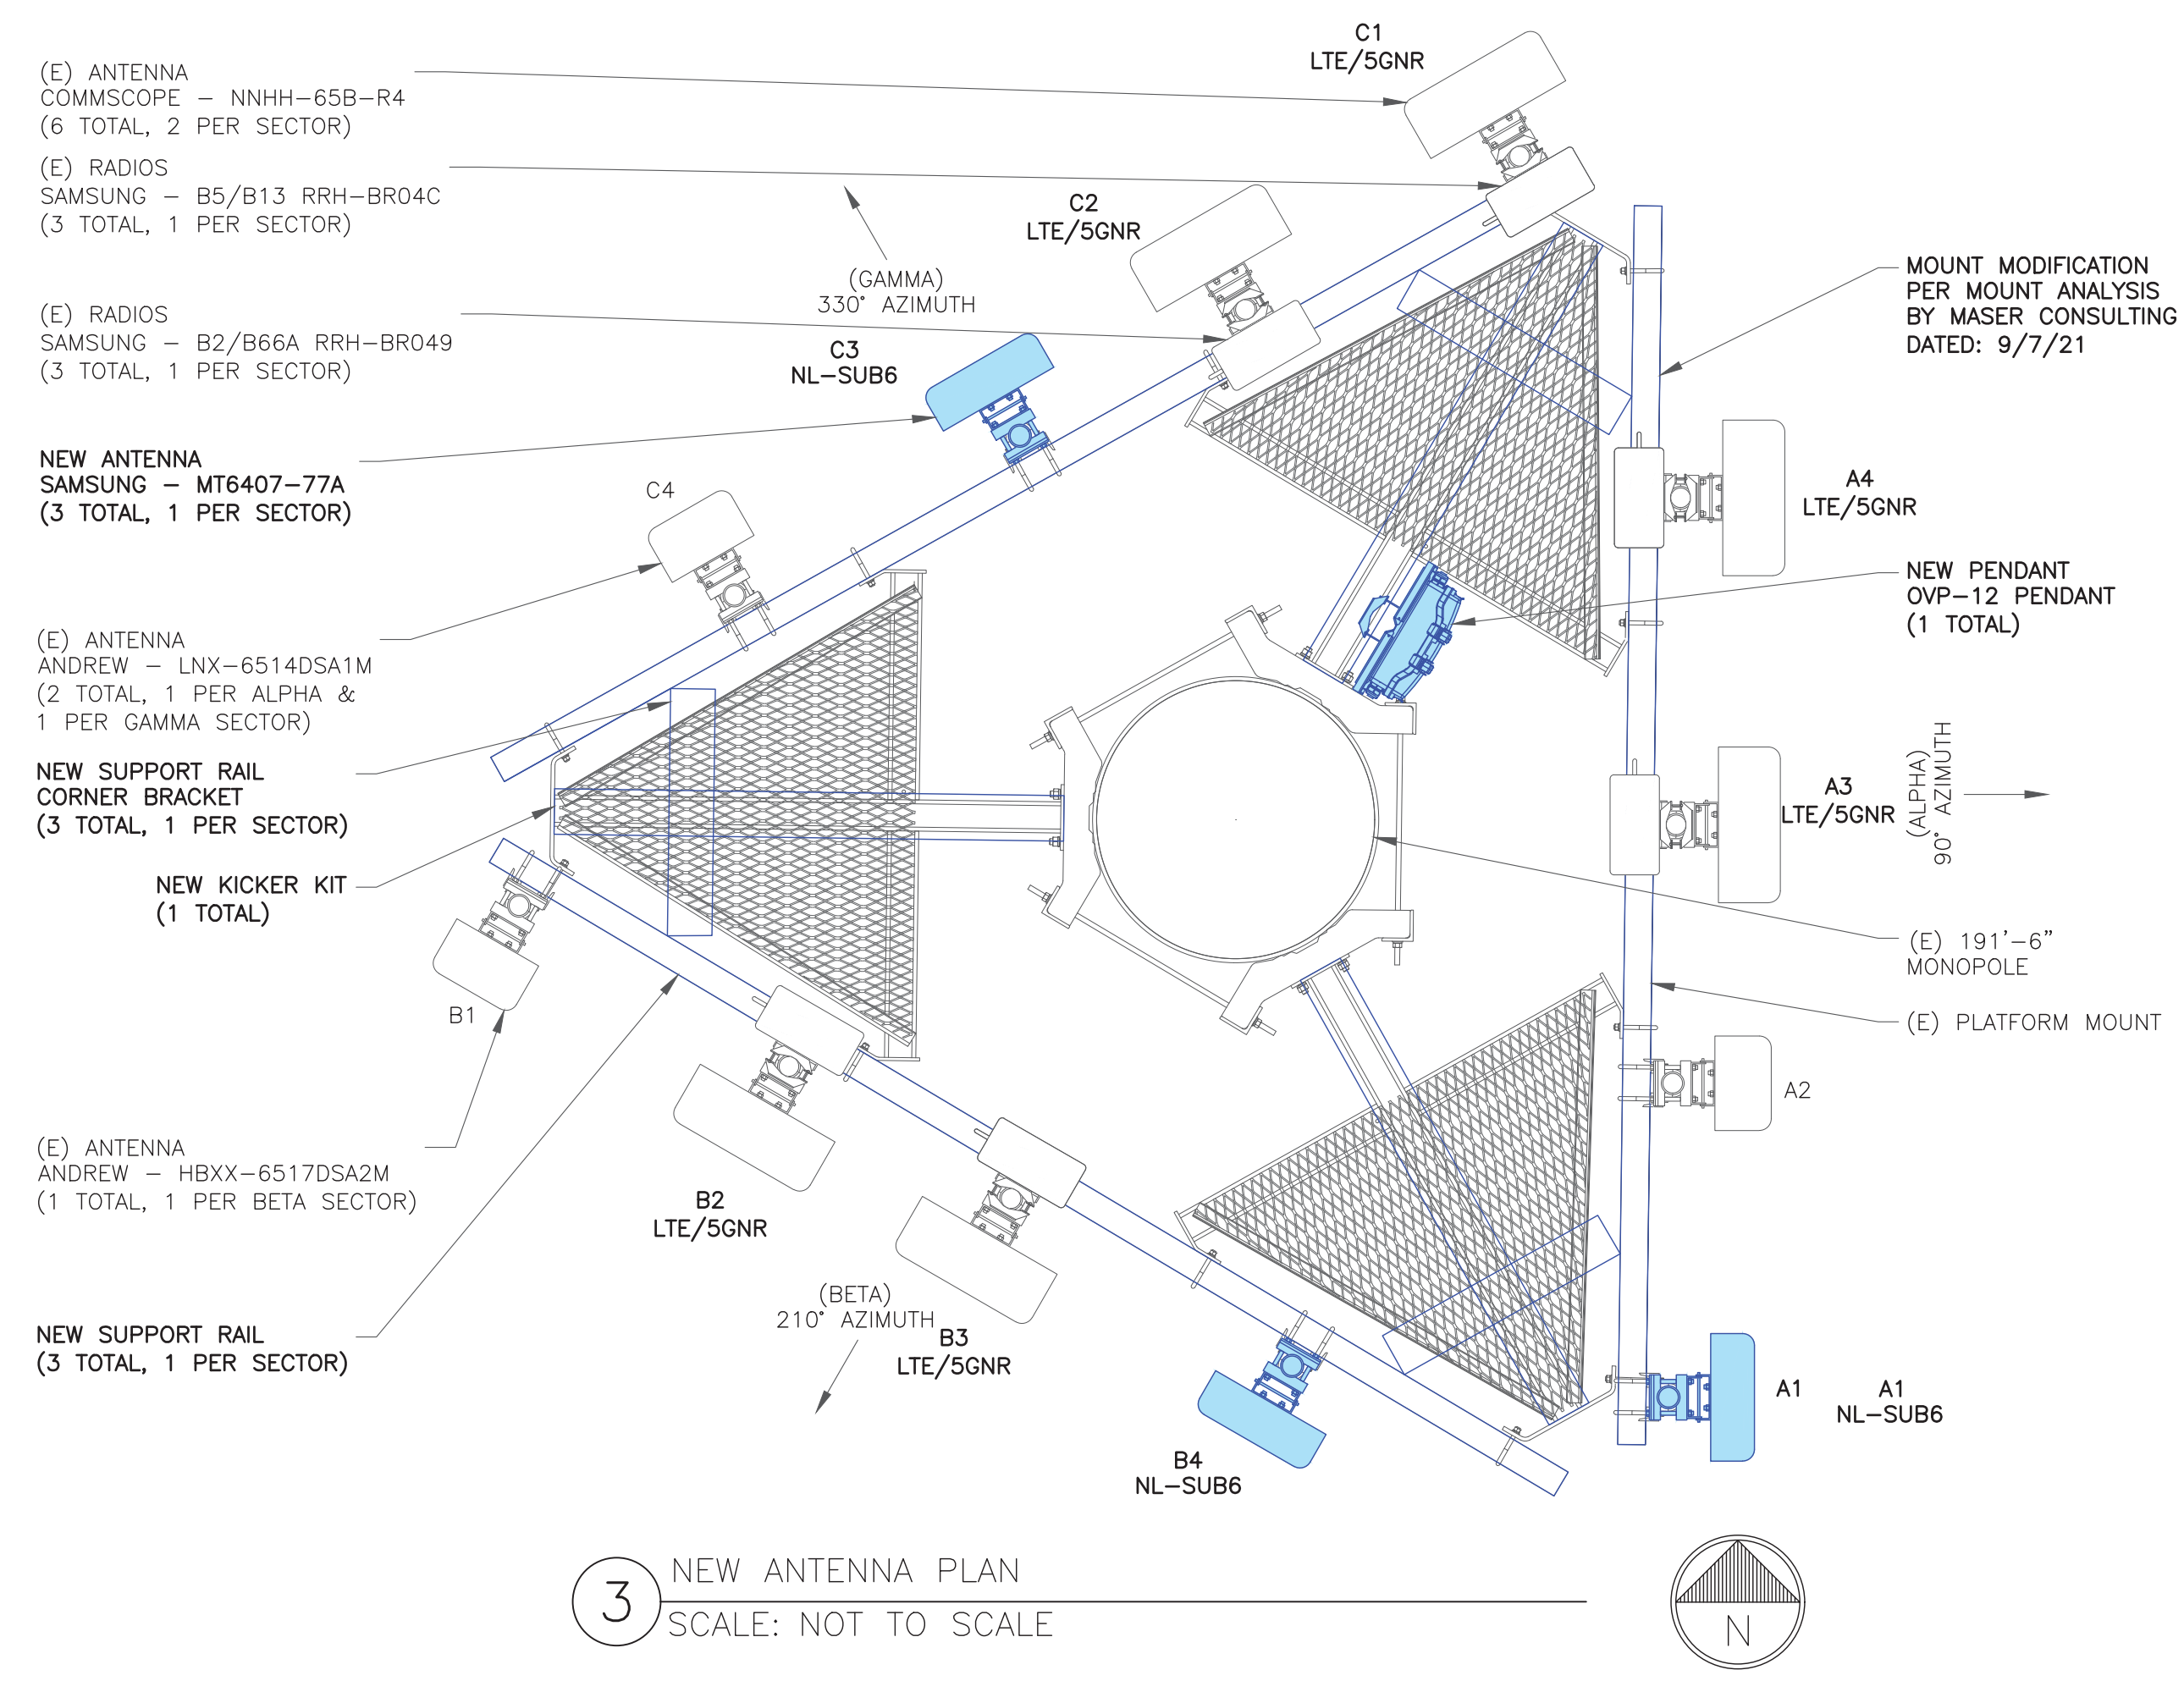 (E) ANTENNA
COMMSCOPE – NNHH–65B–R4
(6 TOTAL, 2 PER SECTOR)
(E) RADIOS
SAMSUNG – B5/B13 RRH–BR04C
(3 TOTAL, 1 PER SECTOR)
(E) RADIOS
SAMSUNG – B2/B66A RRH–BR049
(3 TOTAL, 1 PER SECTOR)
NEW ANTENNA
SAMSUNG – MT6407–77A
(3 TOTAL, 1 PER SECTOR)
(E) ANTENNA
ANDREW – LNX–6514DSA1M
(2 TOTAL, 1 PER ALPHA &
1 PER GAMMA SECTOR)
NEW SUPPORT RAIL
CORNER BRACKET
(3 TOTAL, 1 PER SECTOR)
NEW KICKER KIT
(1 TOTAL)
(E) ANTENNA
ANDREW – HBXX–6517DSA2M
(1 TOTAL, 1 PER BETA SECTOR)
NEW SUPPORT RAIL
(3 TOTAL, 1 PER SECTOR)
C1
LTE/5GNR
C2
LTE/5GNR
(GAMMA)
330° AZIMUTH
C3
NL–SUB6
C4
B1
B2
LTE/5GNR
(BETA)
210° AZIMUTH
B3
LTE/5GNR
B4
NL–SUB6
MOUNT MODIFICATION
PER MOUNT ANALYSIS
BY MASER CONSULTING
DATED: 9/7/21
A4
LTE/5GNR
NEW PENDANT
OVP–12 PENDANT
(1 TOTAL)
(ALPHA)
90° AZIMUTH
A3
LTE/5GNR
(E) 191'–6"
MONOPOLE
(E) PLATFORM MOUNT
A2
A1
A1
NL–SUB6
3
NEW ANTENNA PLAN
SCALE: NOT TO SCALE
N